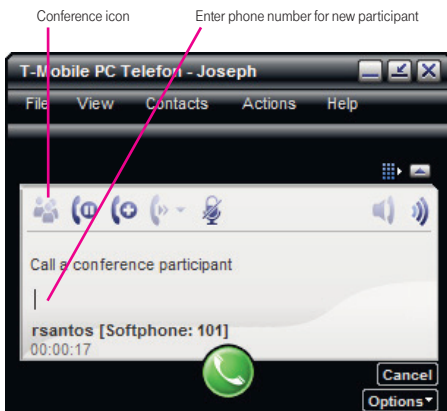 Conference icon
Enter phone number for new participant
T-Mobile PC Telefon - Joseph
File View Contacts Actions Help
Call a conference participant
rsantos [Softphone: 101]
00:00:17
Cancel
Options